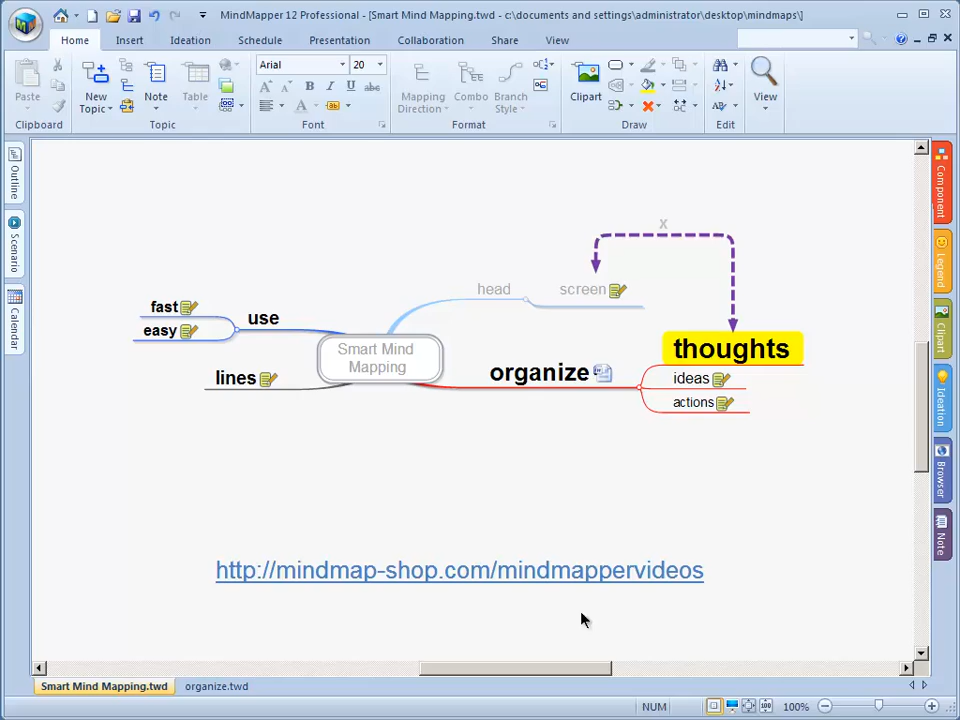 MindMapper 12 Professional - [Smart Mind Mapping.twd - c:\documents and settings\administrator\desktop\mindmaps\]
Home Insert Ideation Schedule Presentation Collaboration Share View
Arial 20
Paste New Topic Note Table B I U abc A Mapping Direction Combo Branch Style Clipart View
Clipboard Topic Font Format Draw Edit
Outline
Scenario
Calendar
Component
Legend
Clipart
Ideation
Browser
Note
X
head screen
fast
easy
use
Smart Mind
Mapping
thoughts
organize
lines
ideas
actions
http://mindmap-shop.com/mindmappervideos
Smart Mind Mapping.twd organize.twd
NUM 100%